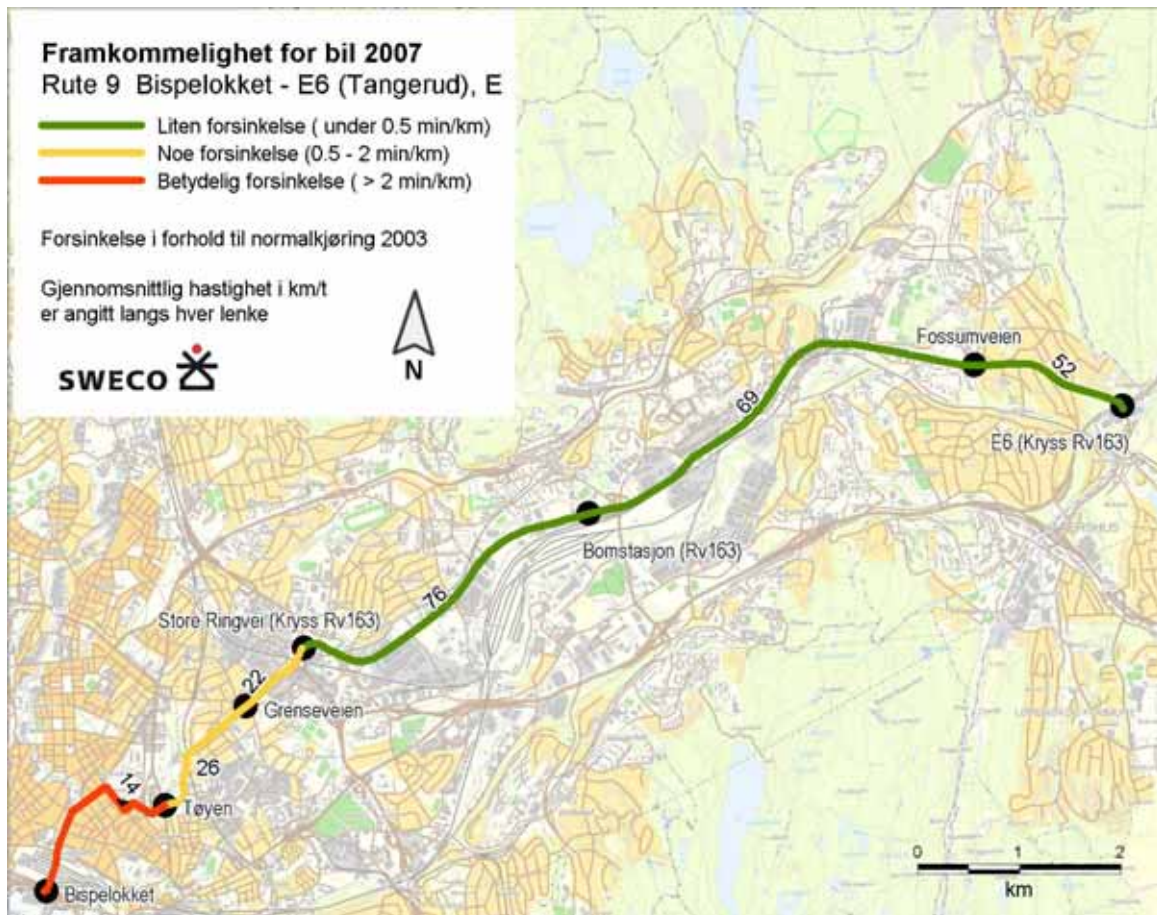 Framkommelighet for bil 2007
Rute 9 Bispelokket - E6 (Tangerud), E
Liten forsinkelse ( under 0.5 min/km)
Noe forsinkelse (0.5 - 2 min/km)
Betydelig forsinkelse ( > 2 min/km)
Forsinkelse i forhold til normalkjøring 2003
Gjennomsnittlig hastighet i km/t
er angitt langs hver lenke
SWECO
N
Fossumveien
52
69
E6 (Kryss Rv163)
Bomstasjon (Rv163)
76
Store Ringvei (Kryss Rv163)
22
Grenseveien
26
14
Tøyen
Bispelokket
0 1 2
km